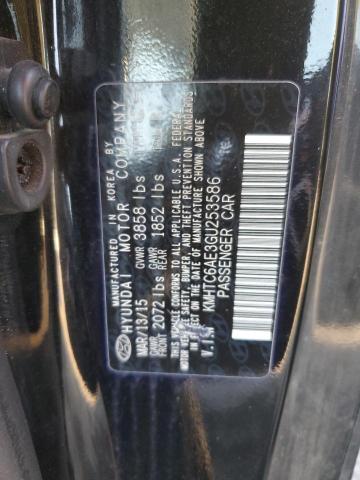 MANUFACTURED IN KOREA BY
HYUNDAI MOTOR COMPANY
MAR/13/15 GVWR 3858 lbs
GAWR FRONT 2072 lbs GAWR 1852 lbs
THIS VEHICLE CONFORMS TO ALL APPLICABLE U.S.A. FEDERAL
MOTOR VEHICLE SAFETY, BUMPER, AND THEFT PREVENTION STANDARDS
IN EFFECT ON THE DATE OF MANUFACTURE SHOWN ABOVE
V.I.N: KMHTC6AE3GU253586
PASSENGER CAR